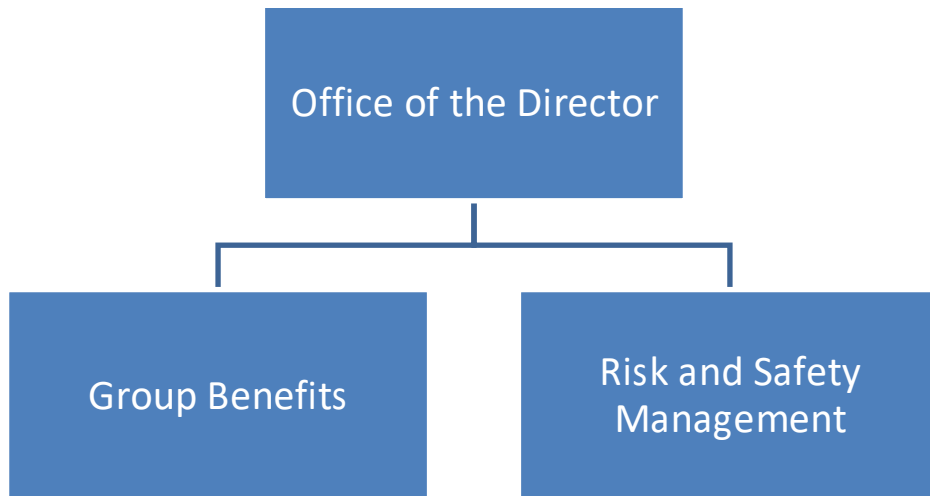 Office of the Director
Group Benefits
Risk and Safety
Management